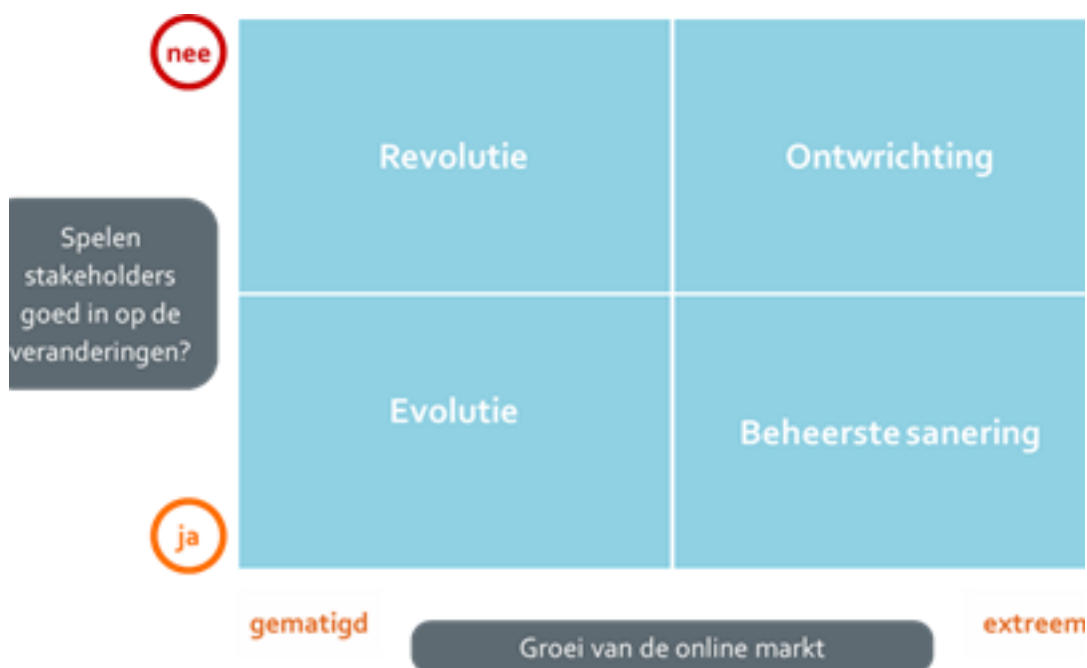 nee
Revolutie
Ontwrichting
Spelen
stakeholders
goed in op de
veranderingen?
Evolutie
Beheerste sanering
ja
gematigd
extreem
Groei van de online markt